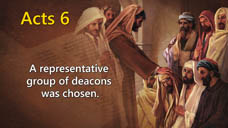 Acts 6
A representative
group of deacons
was chosen.